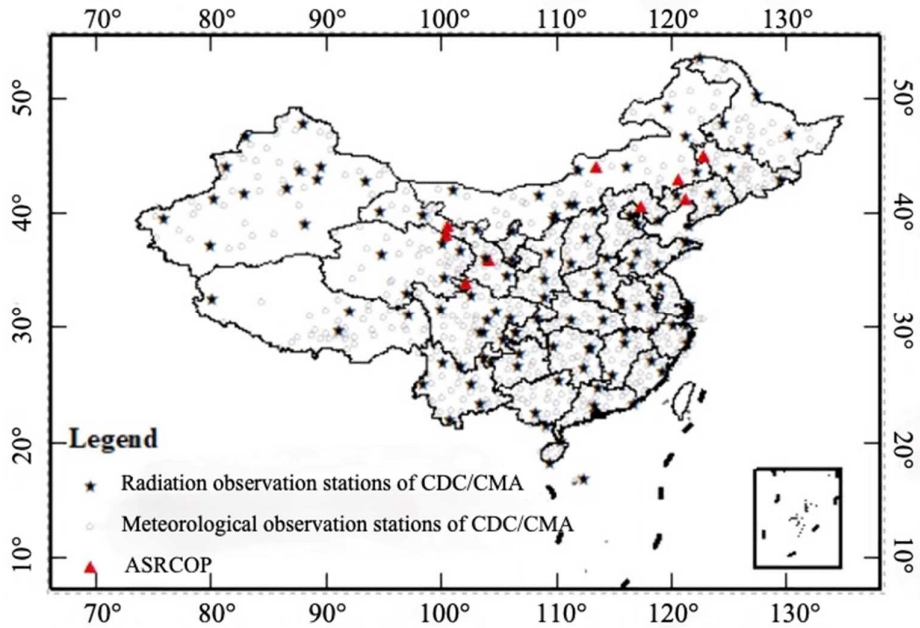 70° 80° 90° 100° 110° 120° 130°
50° 50°
40° 40°
30° 30°
20° 20°
10° 10°
Legend
Radiation observation stations of CDC/CMA
Meteorological observation stations of CDC/CMA
ASRCOP
70° 80° 90° 100° 110° 120° 130°